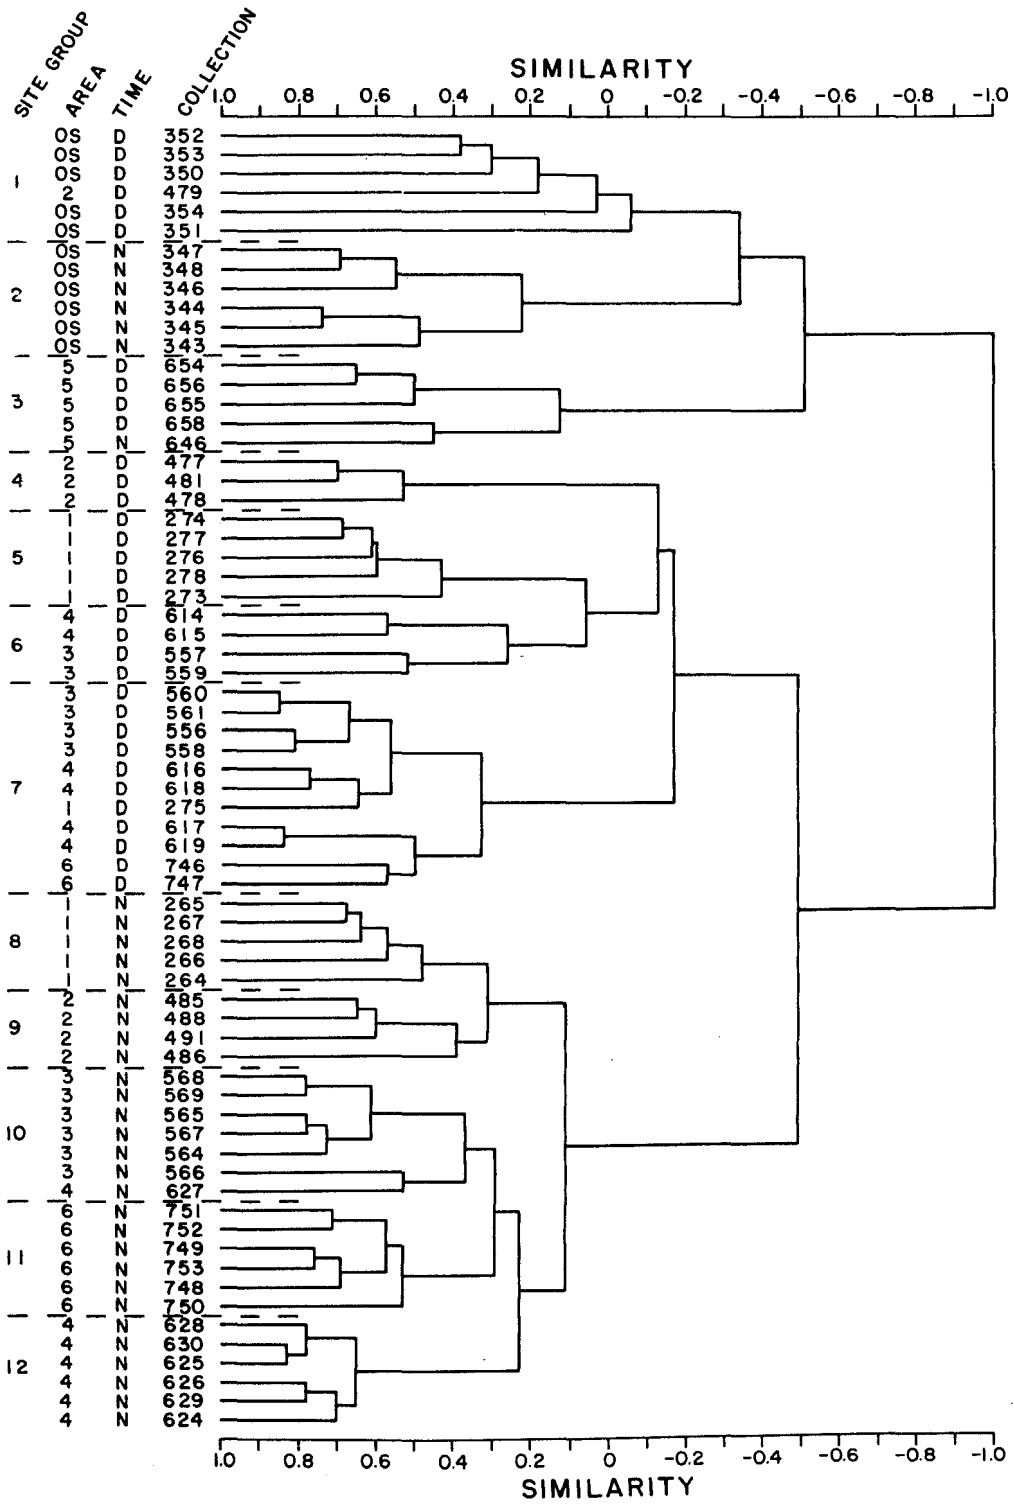 SIMILARITY
SITE GROUP AREA TIME COLLECTION 1.0 0.8 0.6 0.4 0.2 0 -0.2 -0.4 -0.6 -0.8 -1.0
OS D 352
OS D 353
OS D 350
1
2 D 479
OS D 354
OS D 351
OS N 347
OS N 348
OS N 346
2
OS N 344
OS N 345
OS N 343
5 D 654
5 D 656
3 5 D 655
5 D 658
5 N 646
2 D 477
4 2 D 481
2 D 478
1 D 274
1 D 277
5 1 D 276
1 D 278
1 D 273
4 D 614
4 D 615
6
3 D 557
3 D 559
3 D 560
3 D 561
3 D 556
3 D 558
4 D 616
7 4 D 618
1 D 275
4 D 617
4 D 619
6 D 746
6 D 747
1 N 265
1 N 267
8 1 N 268
1 N 266
1 N 264
2 N 485
9 2 N 488
2 N 491
2 N 486
3 N 568
3 N 569
3 N 565
10 3 N 567
3 N 564
3 N 566
4 N 627
6 N 751
6 N 752
6 N 749
11
6 N 753
6 N 748
6 N 750
4 N 628
4 N 630
12 4 N 625
4 N 626
4 N 629
4 N 624
1.0 0.8 0.6 0.4 0.2 0 -0.2 -0.4 -0.6 -0.8 -1.0
SIMILARITY